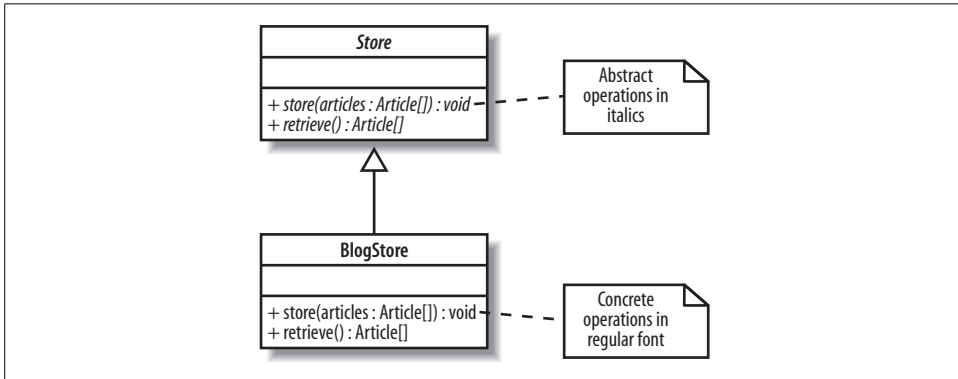 Store
+ store(articles : Article[]) : void
+ retrieve() : Article[]
Abstract
operations in
italics
BlogStore
+ store(articles : Article[]) : void
+ retrieve() : Article[]
Concrete
operations in
regular font